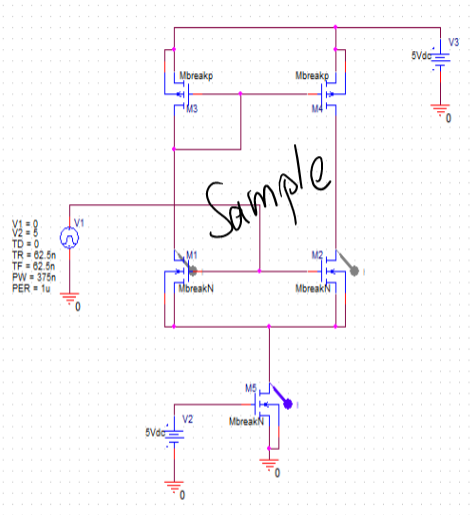 V3
5Vdc
0
Mbreakp
M3
Mbreakp
M4
Sample
V1 = 0
V2 = 5
TD = 0
TR = 62.5n
TF = 62.5n
PW = 375n
PER = 1u
V1
0
M1
MbreakN
I
M2
MbreakN
I
M5
MbreakN
I
V2
5Vdc
0
0